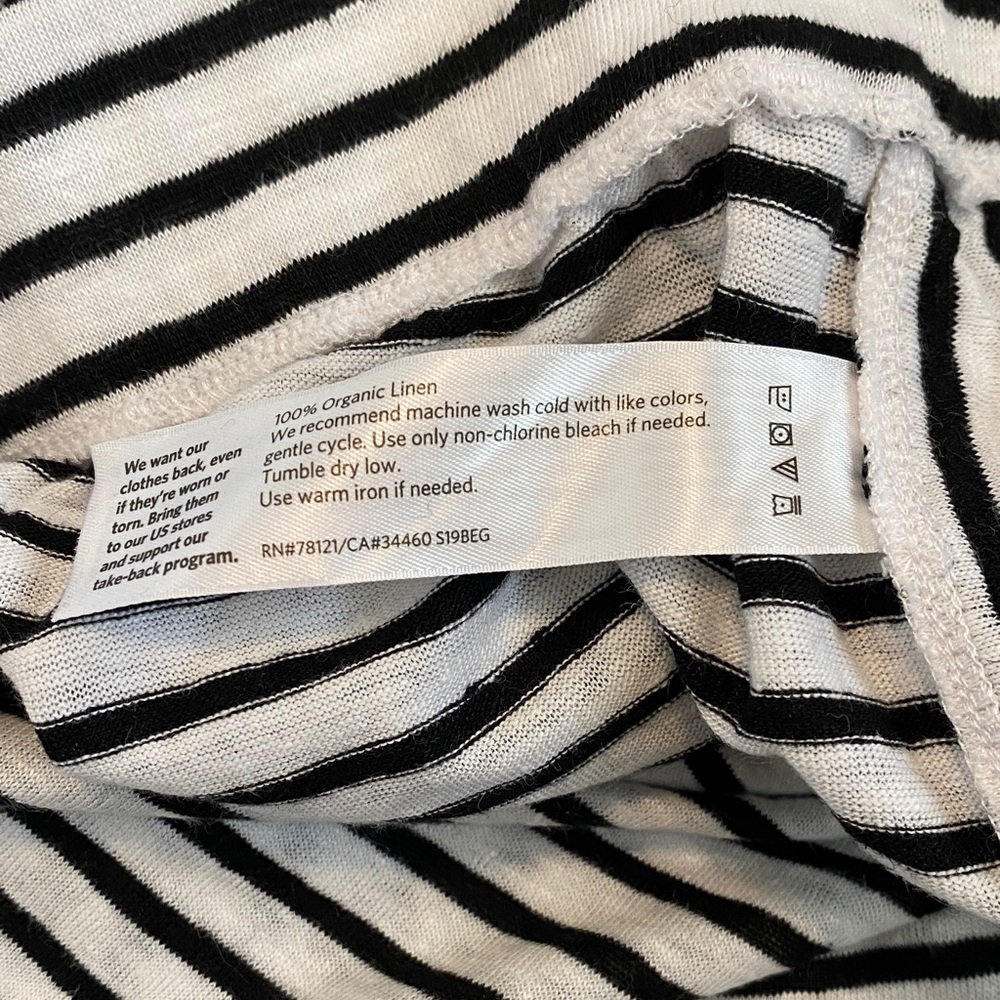 We want our
clothes back, even
if they're worn or
torn. Bring them
to our US stores
and support our
take-back program.
100% Organic Linen
We recommend machine wash cold with like colors,
gentle cycle. Use only non-chlorine bleach if needed.
Tumble dry low.
Use warm iron if needed.
RN#78121/CA#34460 S19BEG